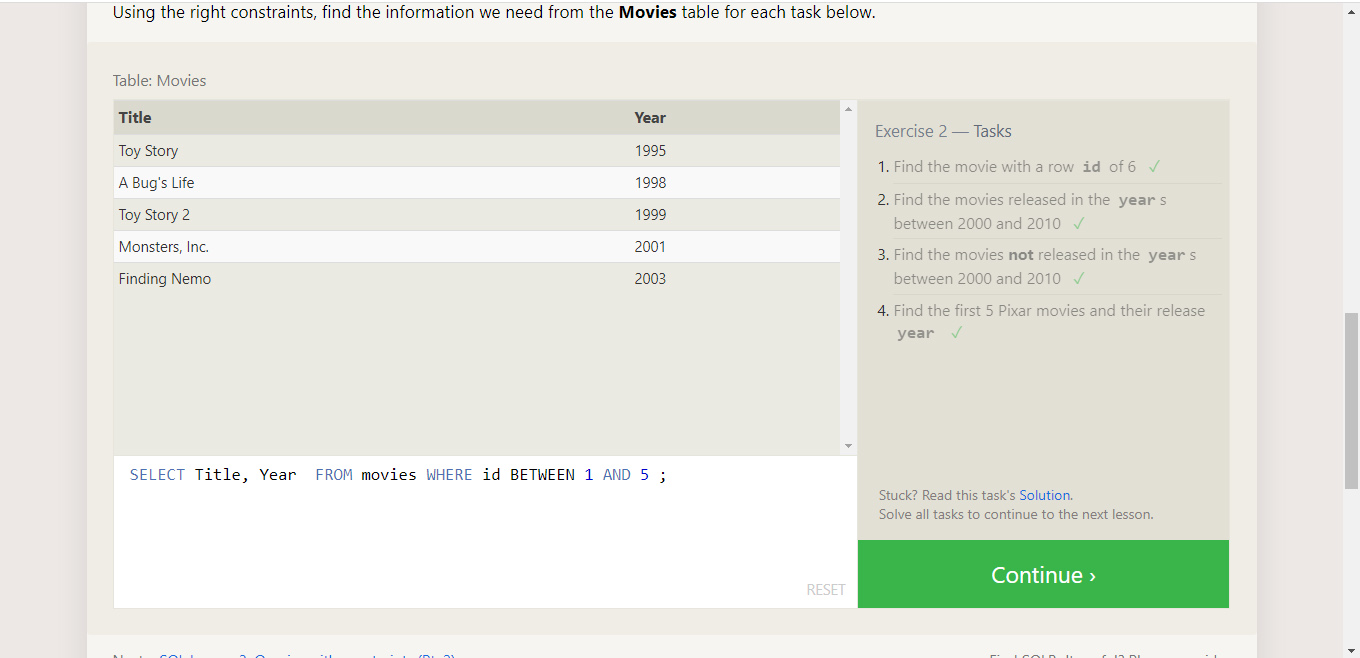 Using the right constraints, find the information we need from the Movies table for each task below.
Table: Movies
Title Year
Toy Story 1995
A Bug's Life 1998
Toy Story 2 1999
Monsters, Inc. 2001
Finding Nemo 2003
SELECT Title, Year  FROM movies WHERE id BETWEEN 1 AND 5 ;
RESET
Exercise 2 — Tasks
1. Find the movie with a row id of 6 ✓
2. Find the movies released in the year s
between 2000 and 2010 ✓
3. Find the movies not released in the year s
between 2000 and 2010 ✓
4. Find the first 5 Pixar movies and their release
year ✓
Stuck? Read this task's Solution.
Solve all tasks to continue to the next lesson.
Continue ›